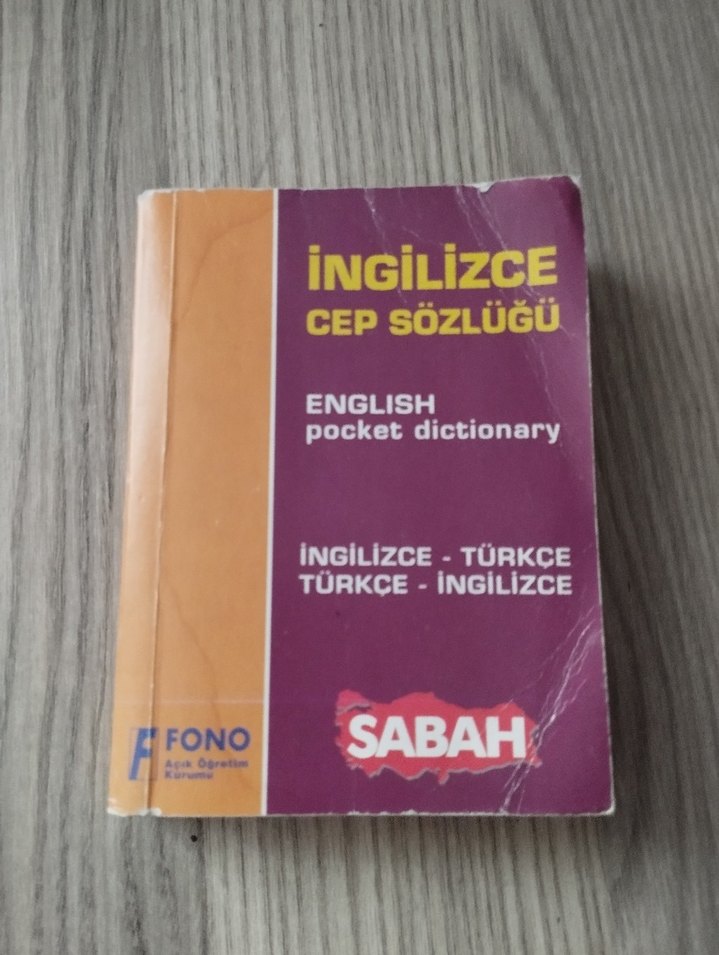 İNGİLİZCE
CEP SÖZLÜĞÜ
ENGLISH
pocket dictionary
İNGİLİZCE - TÜRKÇE
TÜRKÇE - İNGİLİZCE
SABAH
FONO
Açık Öğretim
Kurumu